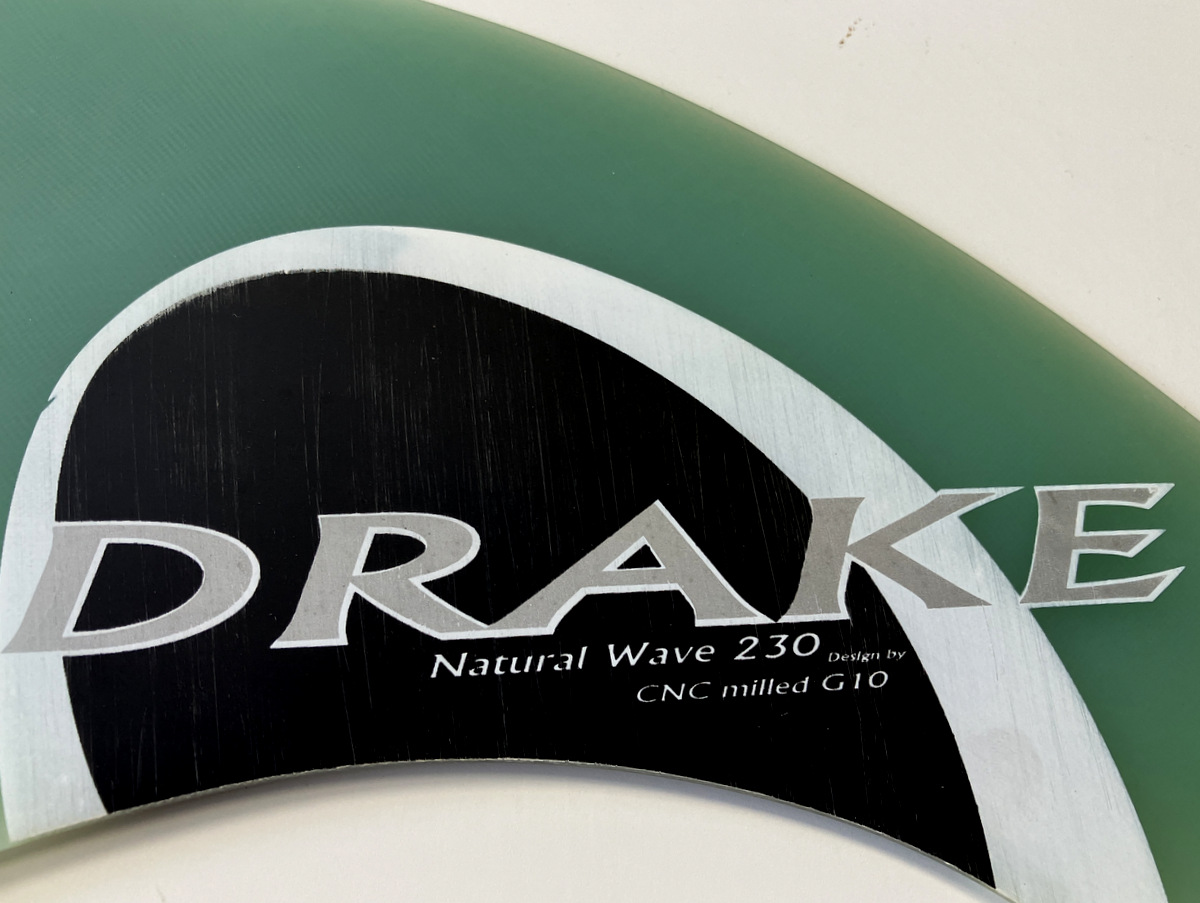 DRAKE
Natural Wave 230 Design by
CNC milled G10